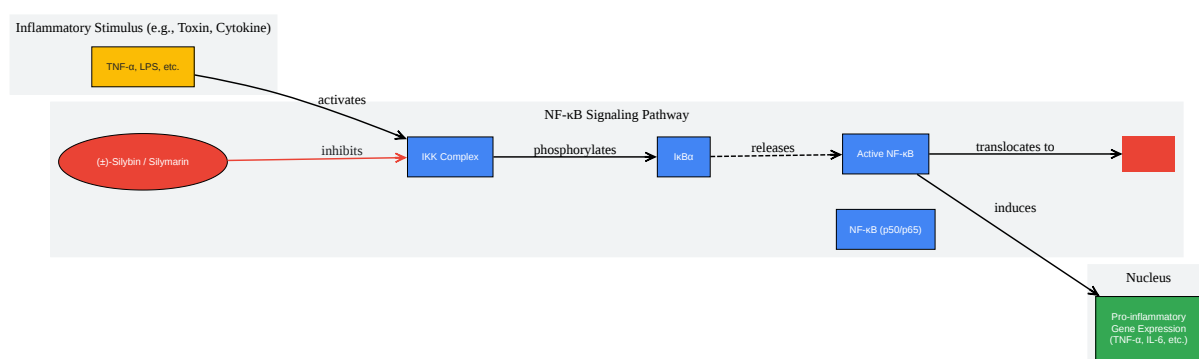 Inflammatory Stimulus (e.g., Toxin, Cytokine)
TNF-α, LPS, etc.
activates
NF-κB Signaling Pathway
(±)-Silybin / Silymarin
inhibits
IKK Complex
phosphorylates
IκBα
releases
Active NF-κB
translocates to
NF-κB (p50/p65)
induces
Nucleus
Pro-inflammatory
Gene Expression
(TNF-α, IL-6, etc.)